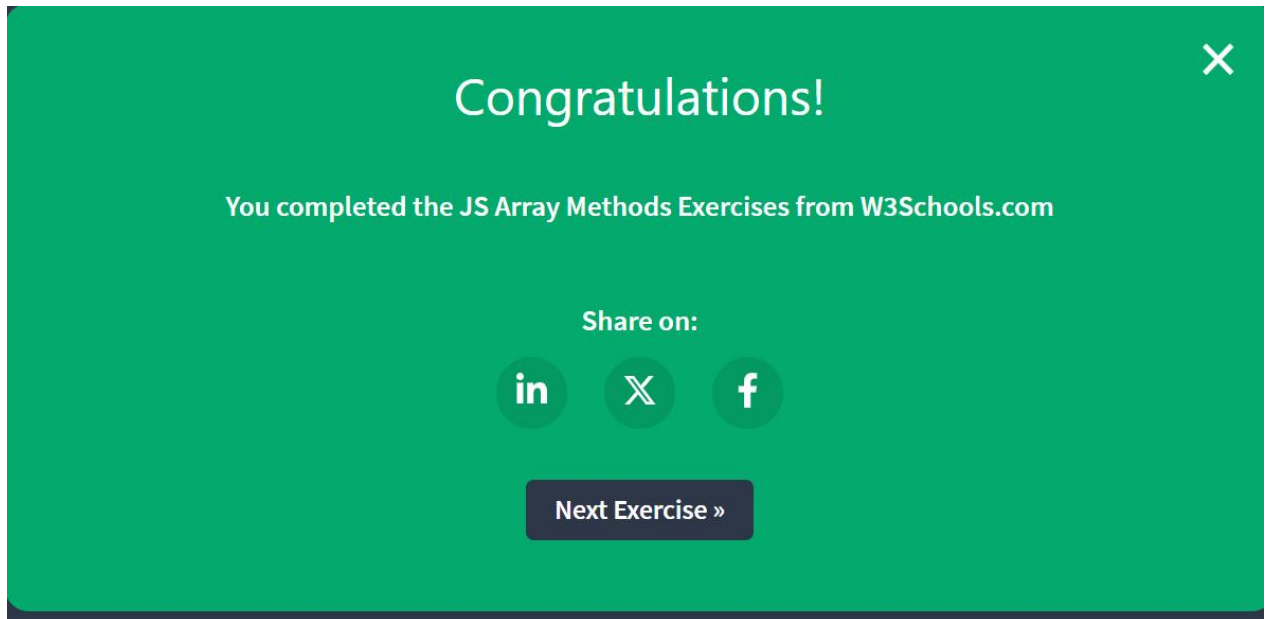 Congratulations!
You completed the JS Array Methods Exercises from W3Schools.com
Share on:
in X f
Next Exercise »